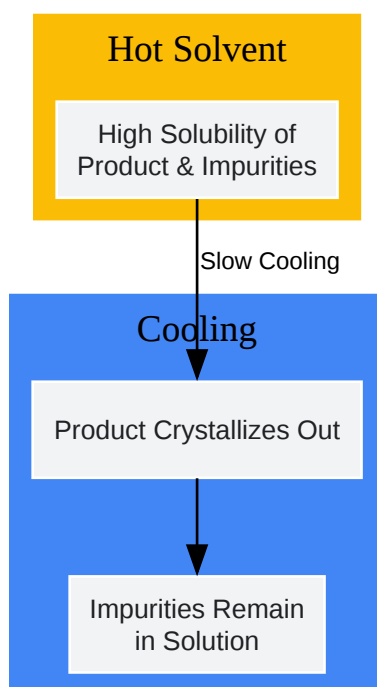 Hot Solvent
High Solubility of
Product & Impurities
Slow Cooling
Cooling
Product Crystallizes Out
Impurities Remain
in Solution